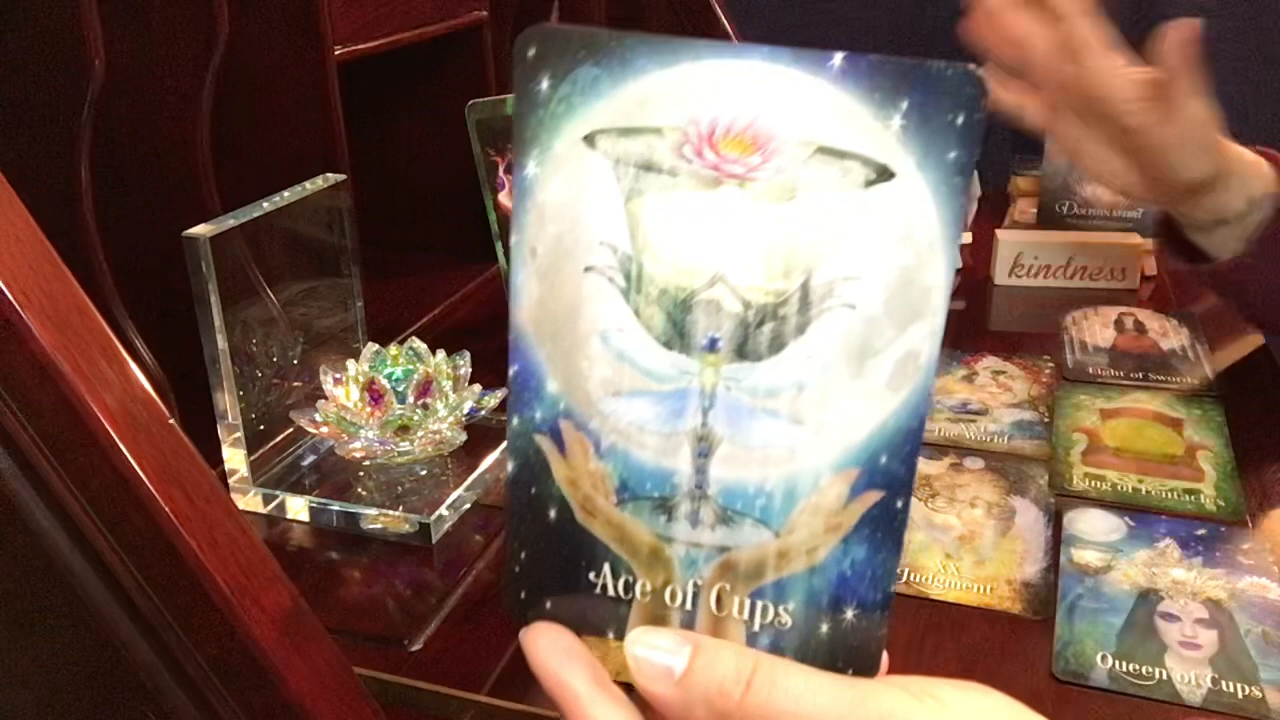 Ace of Cups
kindness
Eight of Swords
The World
King of Pentacles
XX
Judgment
Queen of Cups